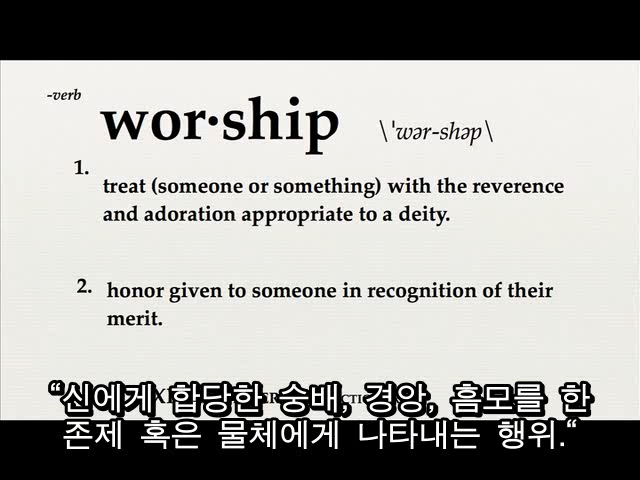 -verb
wor·ship \ˈwər-shəp\
1. treat (someone or something) with the reverence
and adoration appropriate to a deity.
2. honor given to someone in recognition of their
merit.
“신에게 합당한 숭배, 경앙, 흠모를 한
존제 혹은 물체에게 나타내는 행위.“